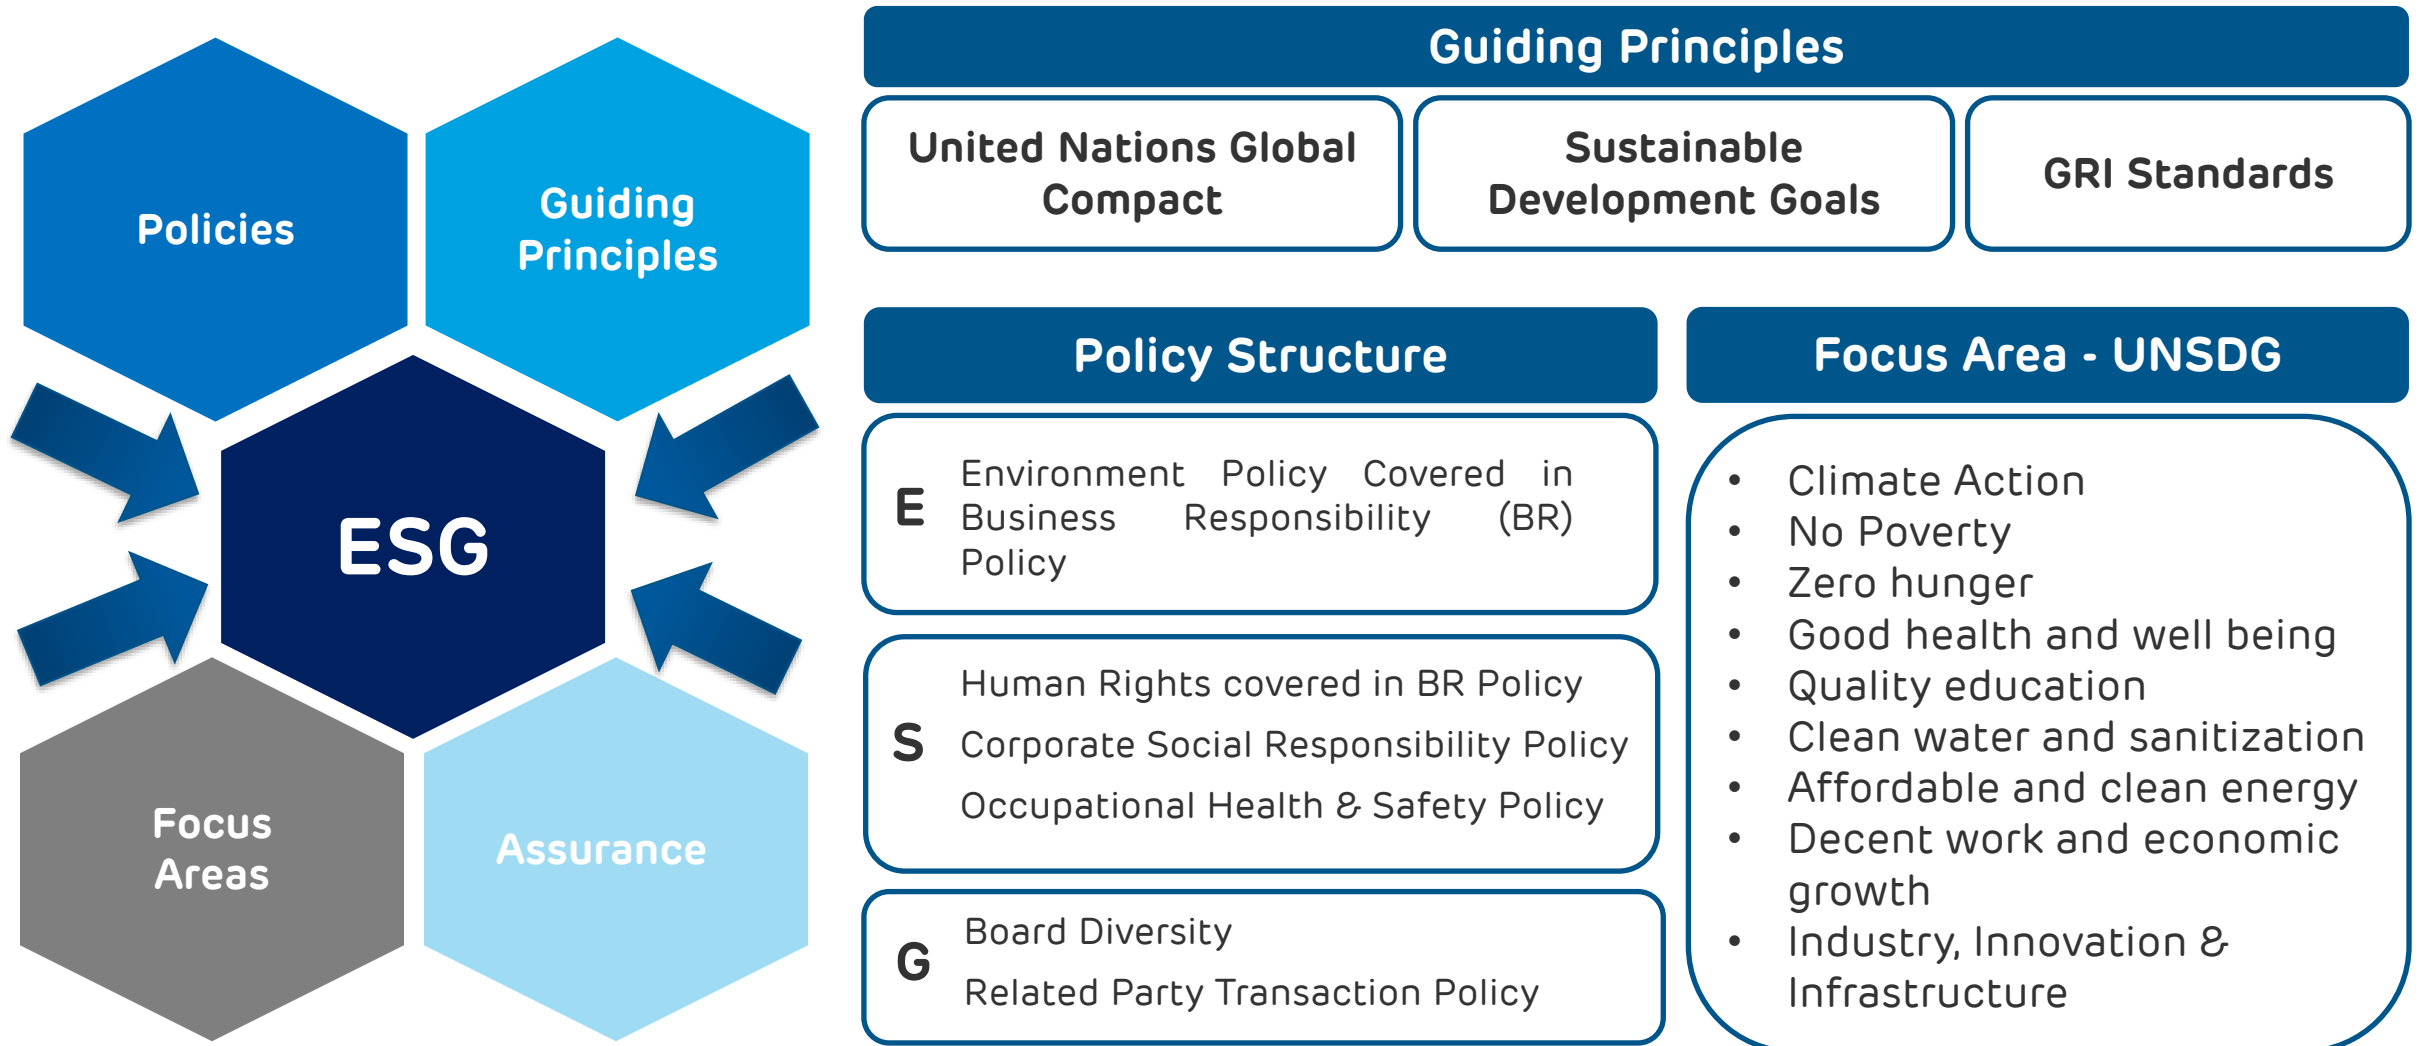 Policies
Guiding
Principles
ESG
Focus
Areas
Assurance
Guiding Principles
United Nations Global
Compact
Sustainable
Development Goals
GRI Standards
Policy Structure
E
Environment Policy Covered in
Business Responsibility (BR)
Policy
S
Human Rights covered in BR Policy
Corporate Social Responsibility Policy
Occupational Health & Safety Policy
G
Board Diversity
Related Party Transaction Policy
Focus Area - UNSDG
• Climate Action
• No Poverty
• Zero hunger
• Good health and well being
• Quality education
• Clean water and sanitization
• Affordable and clean energy
• Decent work and economic
growth
• Industry, Innovation &
Infrastructure